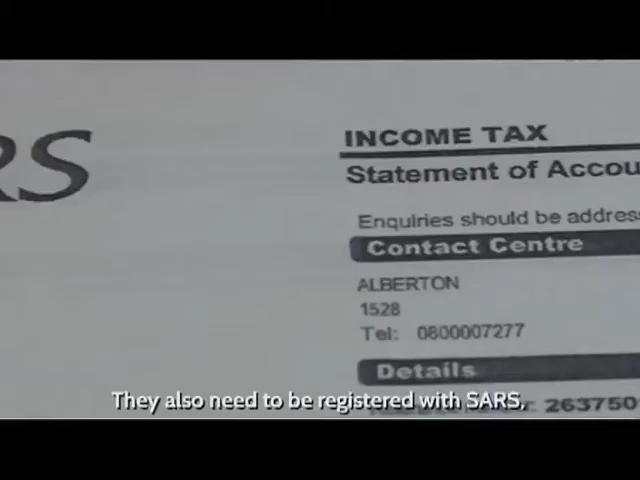 RS
INCOME TAX
Statement of Accou
Enquiries should be addres
Contact Centre
ALBERTON
1528
Tel: 0800007277
Details
263750
They also need to be registered with SARS,